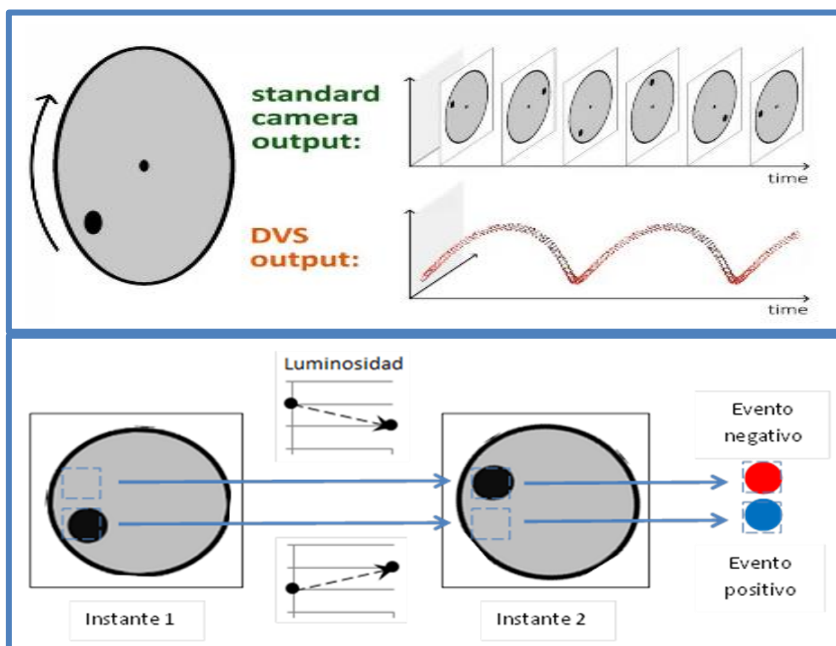 standard
camera
output:
time
DVS
output:
time
Luminosidad
Evento
negativo
Evento
positivo
Instante 1
Instante 2